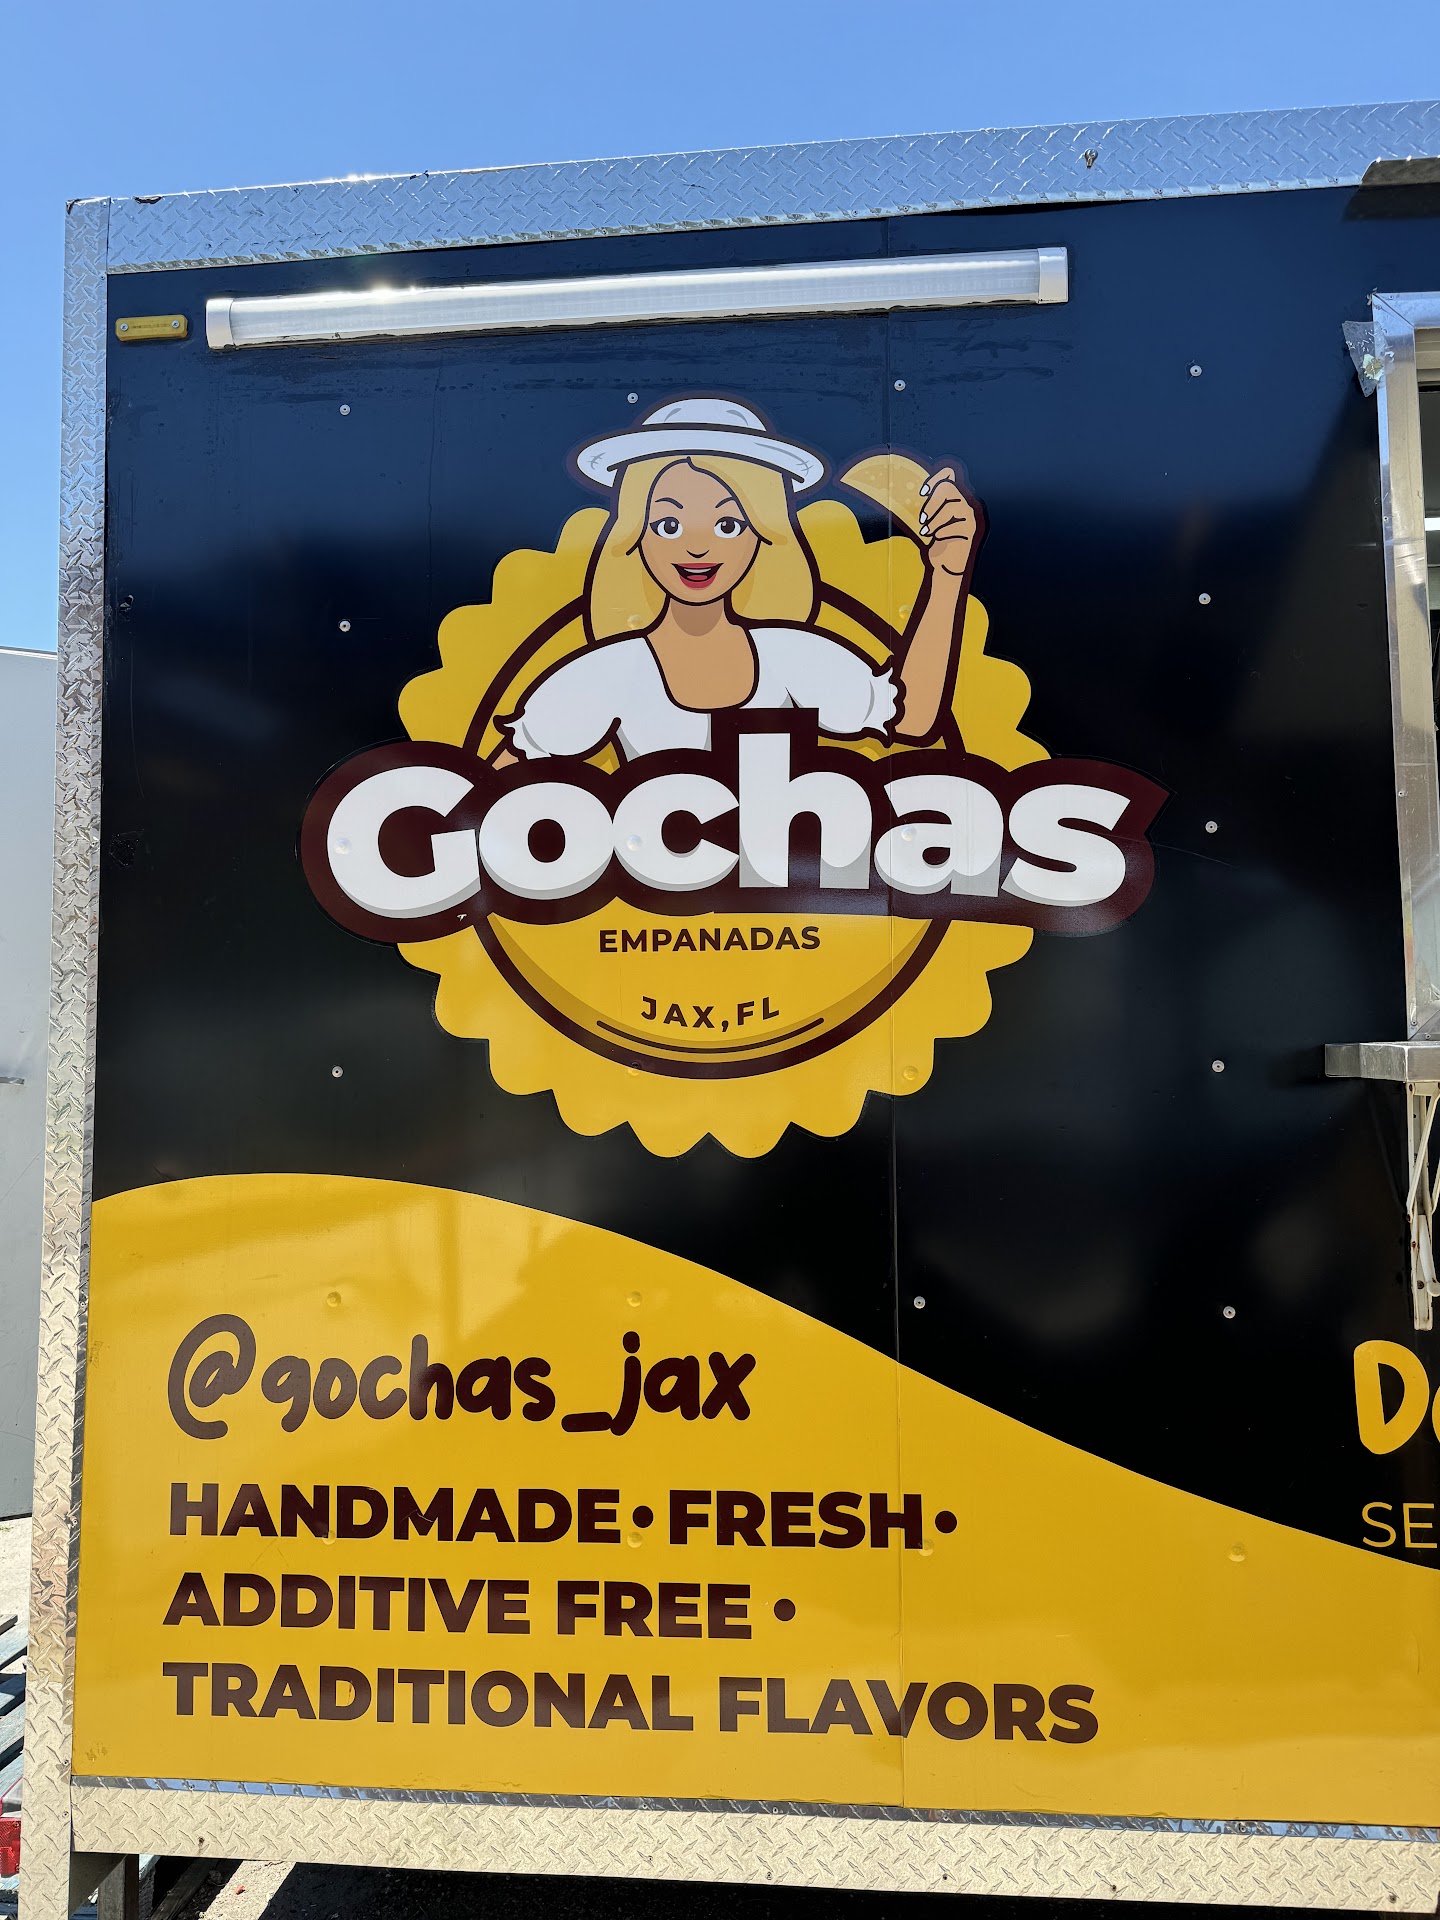 Gochas
EMPANADAS
JAX, FL
@gochas_jax
HANDMADE • FRESH •
ADDITIVE FREE •
TRADITIONAL FLAVORS